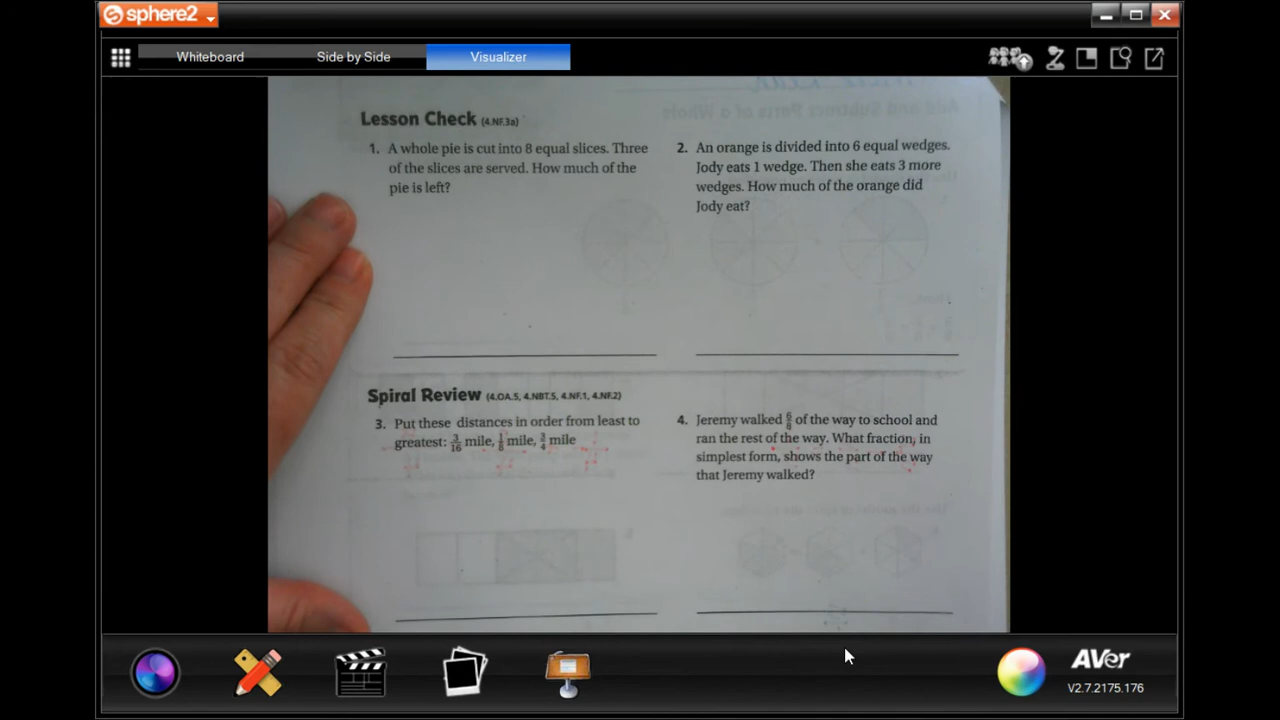 sphere2
Whiteboard
Side by Side
Visualizer
Lesson Check (4.NF.3a)
1. A whole pie is cut into 8 equal slices. Three
of the slices are served. How much of the
pie is left?
2. An orange is divided into 6 equal wedges.
Jody eats 1 wedge. Then she eats 3 more
wedges. How much of the orange did
Jody eat?
Spiral Review (4.OA.5, 4.NBT.5, 4.NF.1, 4.NF.2)
3. Put these distances in order from least to
greatest: 3/16 mile, 1/8 mile, 3/4 mile
4. Jeremy walked 6/8 of the way to school and
ran the rest of the way. What fraction, in
simplest form, shows the part of the way
that Jeremy walked?
AVer
V2.7.2175.176